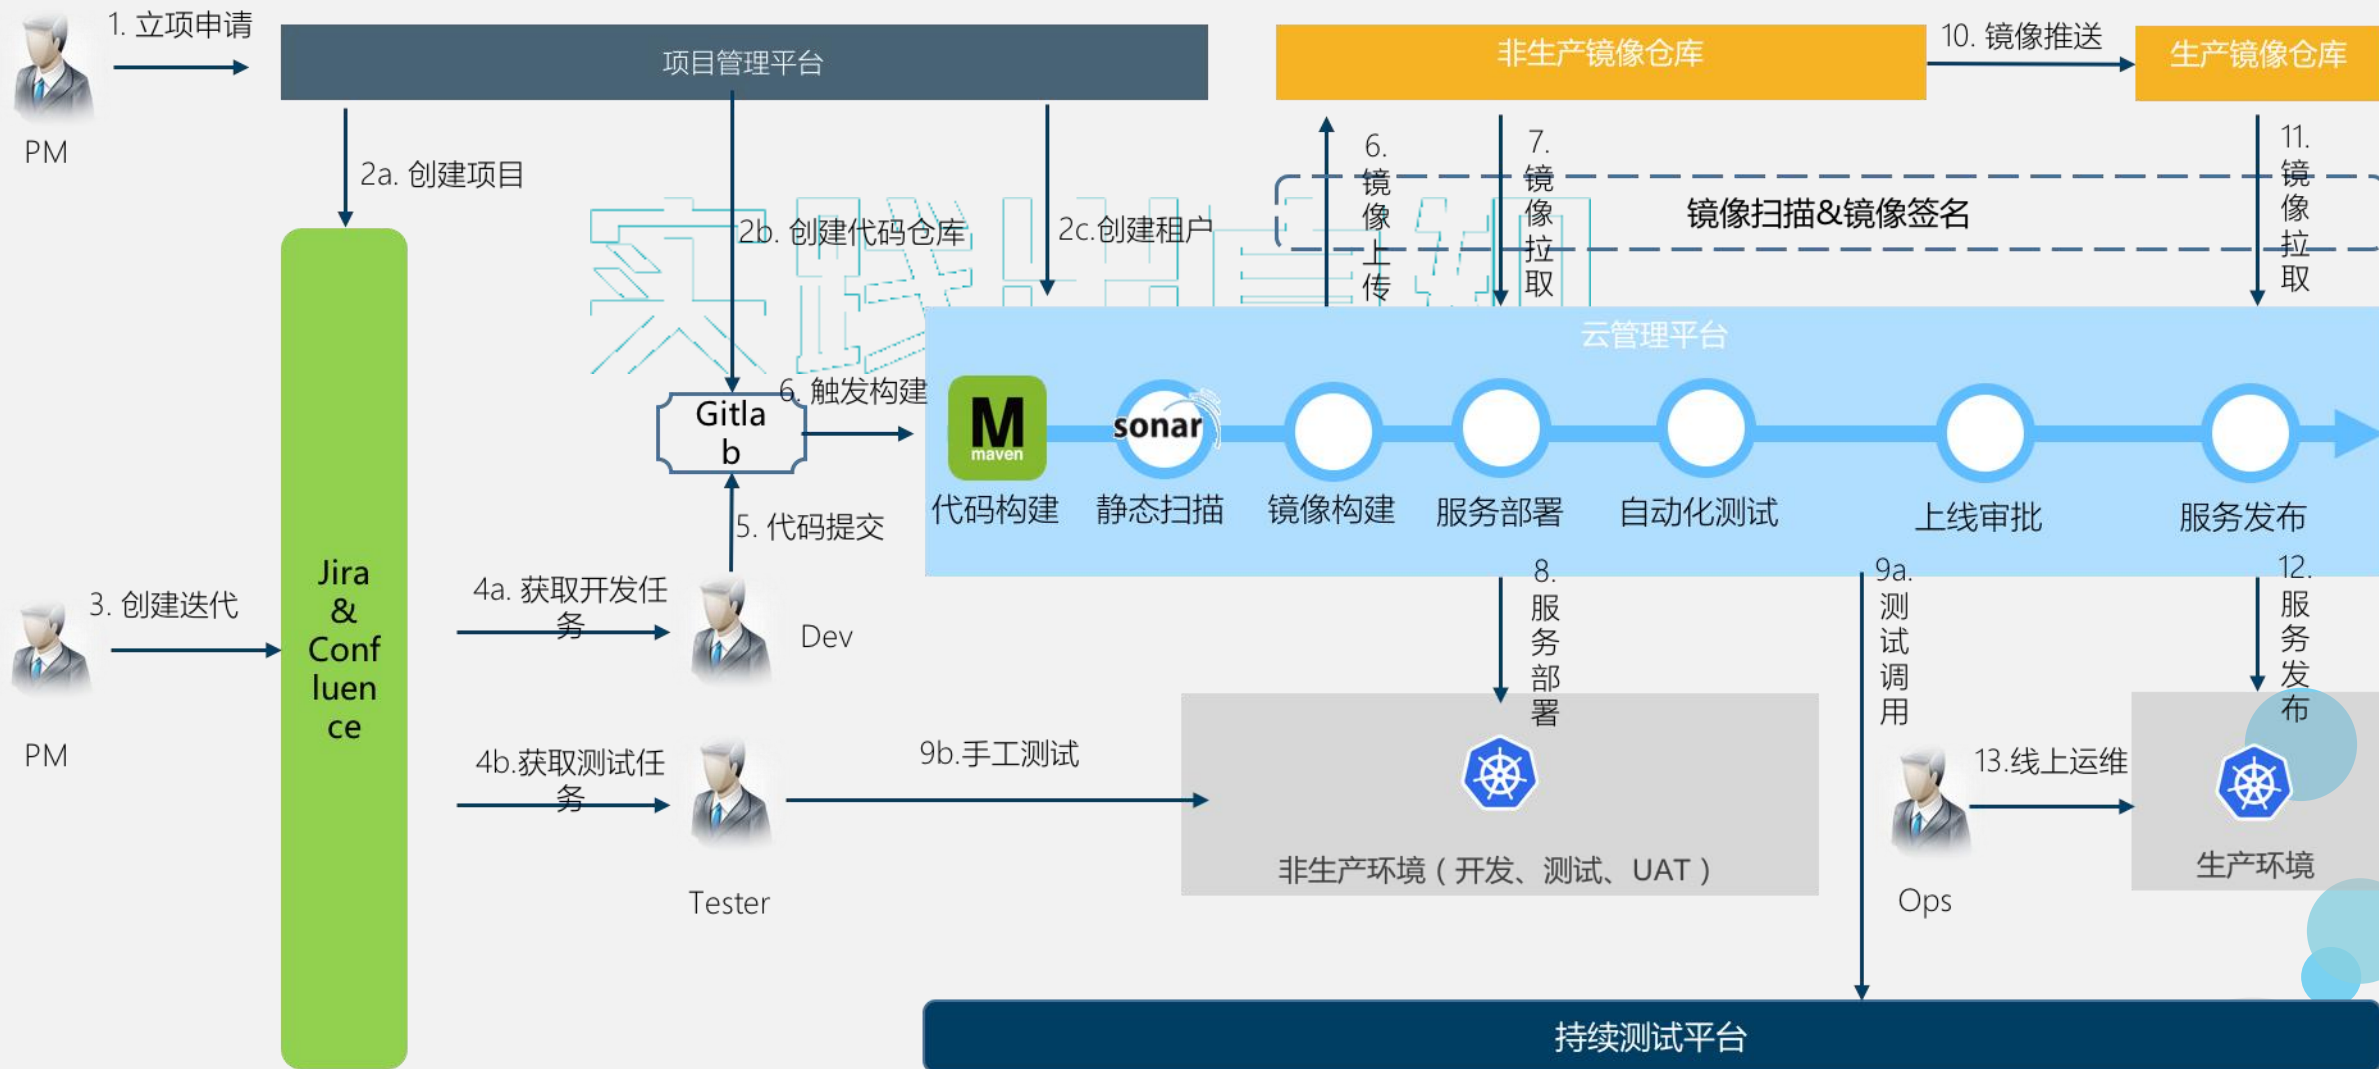 1. 立项申请
项目管理平台
非生产镜像仓库
10. 镜像推送
生产镜像仓库
PM
2a. 创建项目
2b. 创建代码仓库
2c.创建租户
6.
镜
像
上
传
7.
镜
像
拉
取
11.
镜
像
拉
取
镜像扫描&镜像签名
实践出真知
云管理平台
Gitla
b
6. 触发构建
M
maven
sonar
代码构建
静态扫描
镜像构建
服务部署
自动化测试
上线审批
服务发布
5. 代码提交
Jira
&
Conf
luen
ce
3. 创建迭代
PM
4a. 获取开发任
务
Dev
4b.获取测试任
务
Tester
9b.手工测试
8.
服
务
部
署
9a.
测
试
调
用
12.
服
务
发
布
非生产环境（开发、测试、UAT）
13.线上运维
Ops
生产环境
持续测试平台